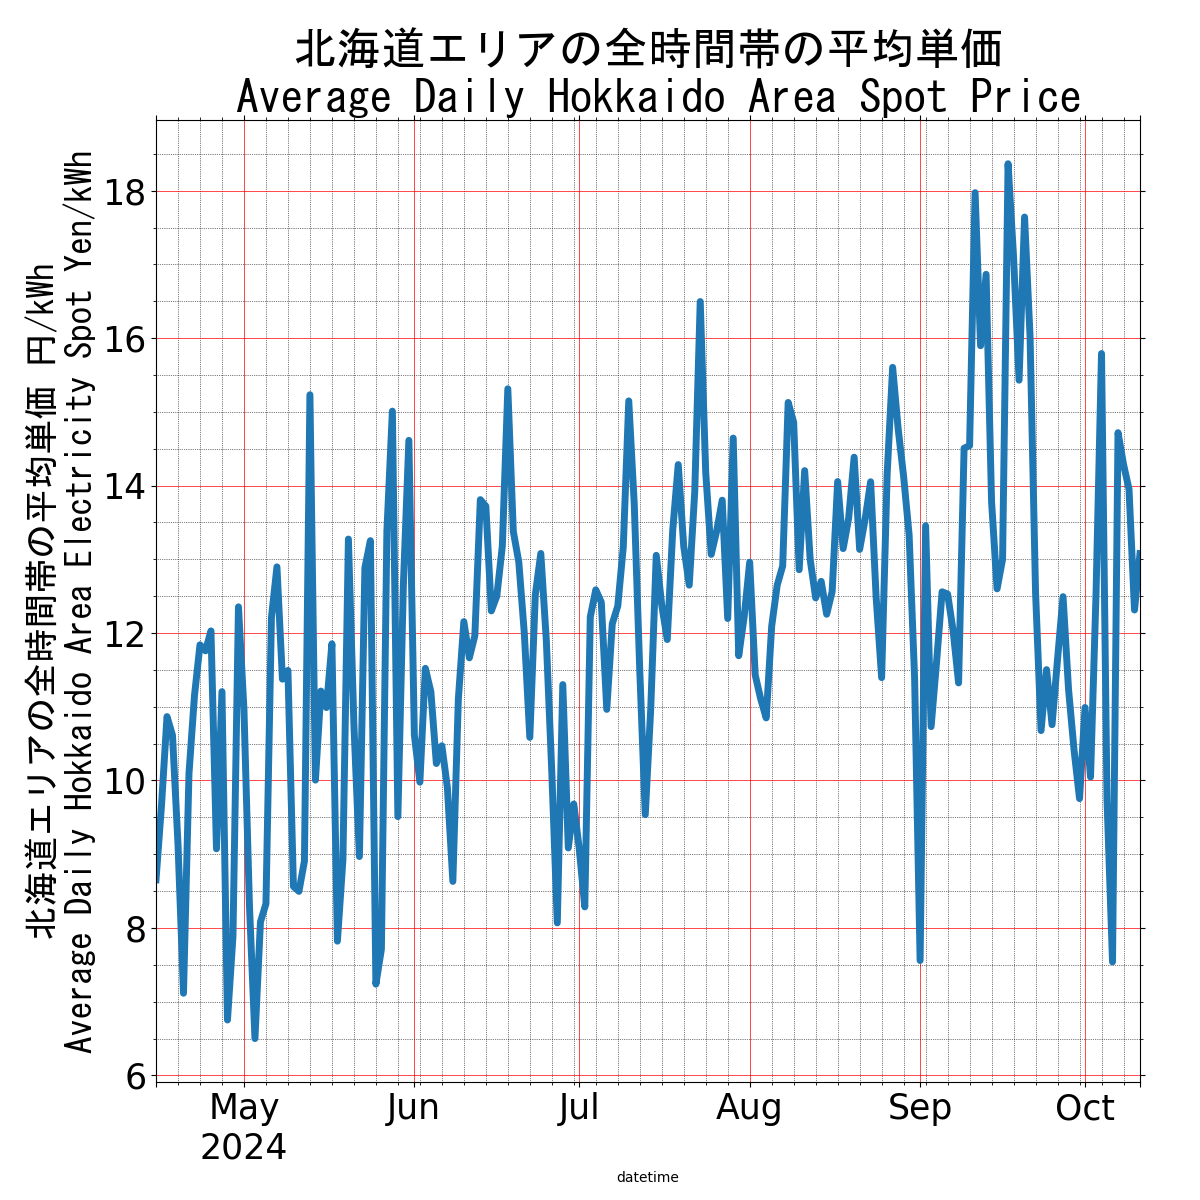 北海道エリアの全時間帯の平均単価
Average Daily Hokkaido Area Spot Price
北海道エリアの全時間帯の平均単価 円/kWh
Average Daily Hokkaido Area Electricity Spot Yen/kWh
18
16
14
12
10
8
6
May Jun Jul Aug Sep Oct
2024
datetime